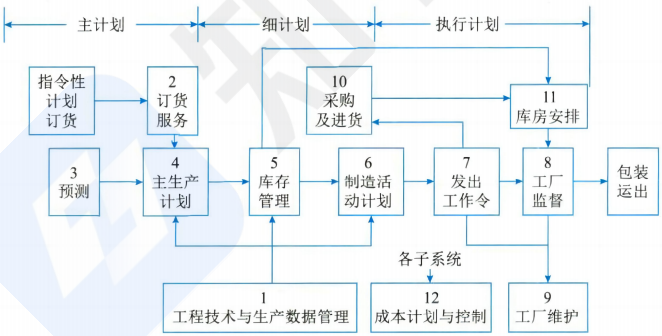 主计划
细计划
执行计划
指令性
计划
订货
2
订货
服务
10
采购
及进货
11
库房安排
3
预测
4
主生产
计划
5
库存
管理
6
制造活
动计划
7
发出
工作令
8
工厂
监督
包装
运出
各子系统
1
工程技术与生产数据管理
12
成本计划与控制
9
工厂维护